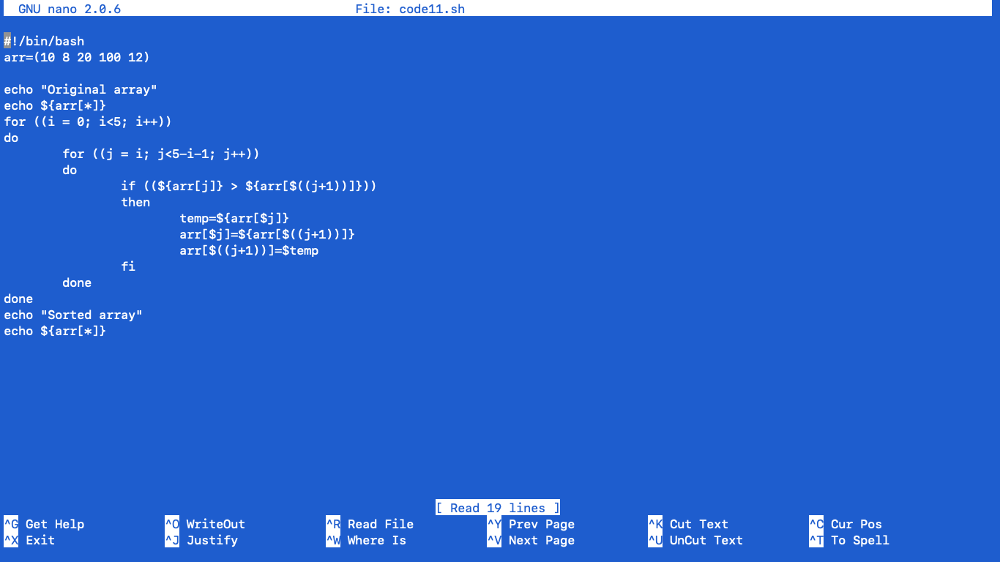 GNU nano 2.0.6 File: code11.sh
#!/bin/bash
arr=(10 8 20 100 12)

echo "Original array"
echo ${arr[*]}
for ((i = 0; i<5; i++))
do
        for ((j = i; j<5-i-1; j++))
        do
                if ((${arr[j]} > ${arr[$((j+1))]}))
                then
                        temp=${arr[$j]}
                        arr[$j]=${arr[$((j+1))]}
                        arr[$((j+1))]=$temp
                fi
        done
done
echo "Sorted array"
echo ${arr[*]}
[ Read 19 lines ]
^G Get Help ^O WriteOut ^R Read File ^Y Prev Page ^K Cut Text ^C Cur Pos
^X Exit ^J Justify ^W Where Is ^V Next Page ^U UnCut Text ^T To Spell